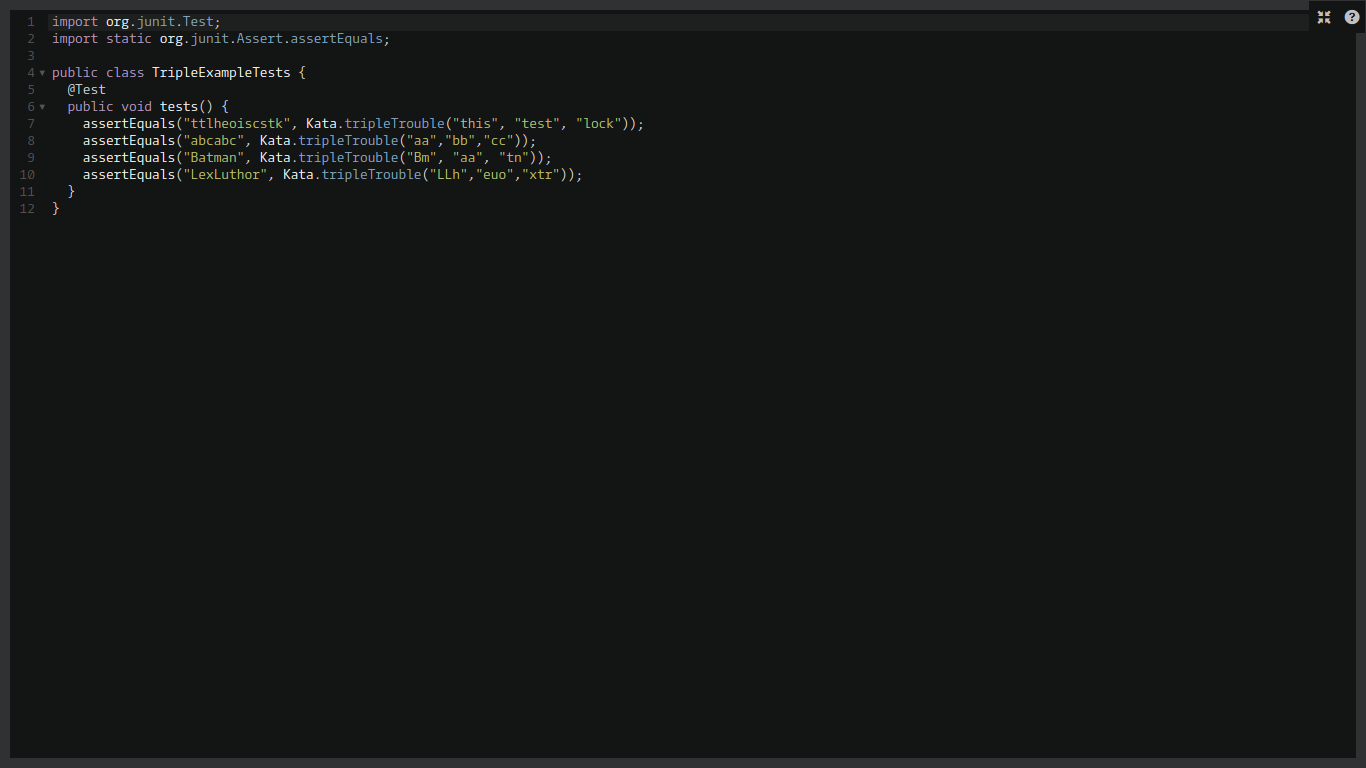 1 import org.junit.Test;
2 import static org.junit.Assert.assertEquals;
3
4 public class TripleExampleTests {
5   @Test
6   public void tests() {
7     assertEquals("ttlheoiscstk", Kata.tripleTrouble("this", "test", "lock"));
8     assertEquals("abcabc", Kata.tripleTrouble("aa","bb","cc"));
9     assertEquals("Batman", Kata.tripleTrouble("Bm", "aa", "tn"));
10     assertEquals("LexLuthor", Kata.tripleTrouble("LLh","euo","xtr"));
11   }
12 }